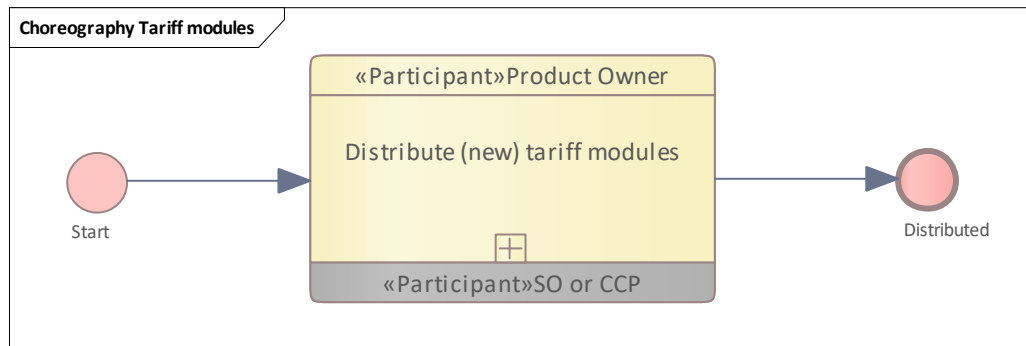 Choreography Tariff modules
«Participant»Product Owner
Distribute (new) tariff modules
Start
Distributed
«Participant»SO or CCP